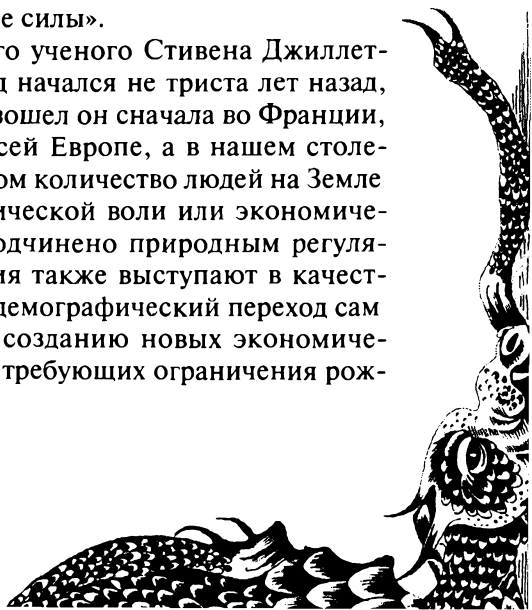 е силы».
го ученого Стивена Джиллет-
д начался не триста лет назад,
зошел он сначала во Франции,
сей Европе, а в нашем столе-
ом количество людей на Земле
ической воли или экономиче-
одчинено природным регуля-
ия также выступают в качест-
демографический переход сам
созданию новых экономиче-
требующих ограничения рож-